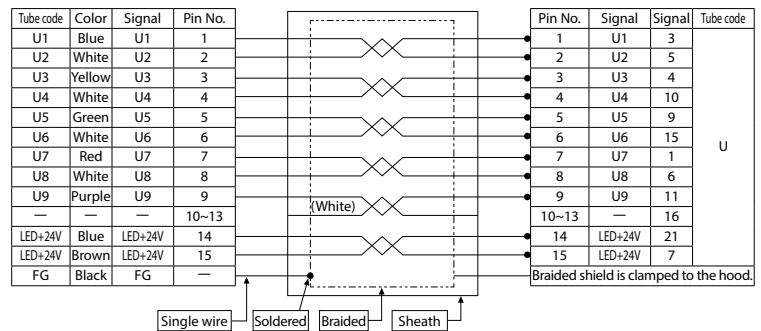 Tube code Color Signal Pin No. Pin No. Signal Signal Tube code
U1 Blue U1 1 1 U1 3
U2 White U2 2 2 U2 5
U3 Yellow U3 3 3 U3 4
U4 White U4 4 4 U4 10
U5 Green U5 5 5 U5 9
U6 White U6 6 6 U6 15
U
U7 Red U7 7 7 U7 1
U8 White U8 8 8 U8 6
U9 Purple U9 9 (White) 9 U9 11
— — — 10~13 10~13 — 16
LED+24V Blue LED+24V 14 14 LED+24V 21
LED+24V Brown LED+24V 15 15 LED+24V 7
FG Black FG — Braided shield is clamped to the hood.
Single wire Soldered Braided Sheath